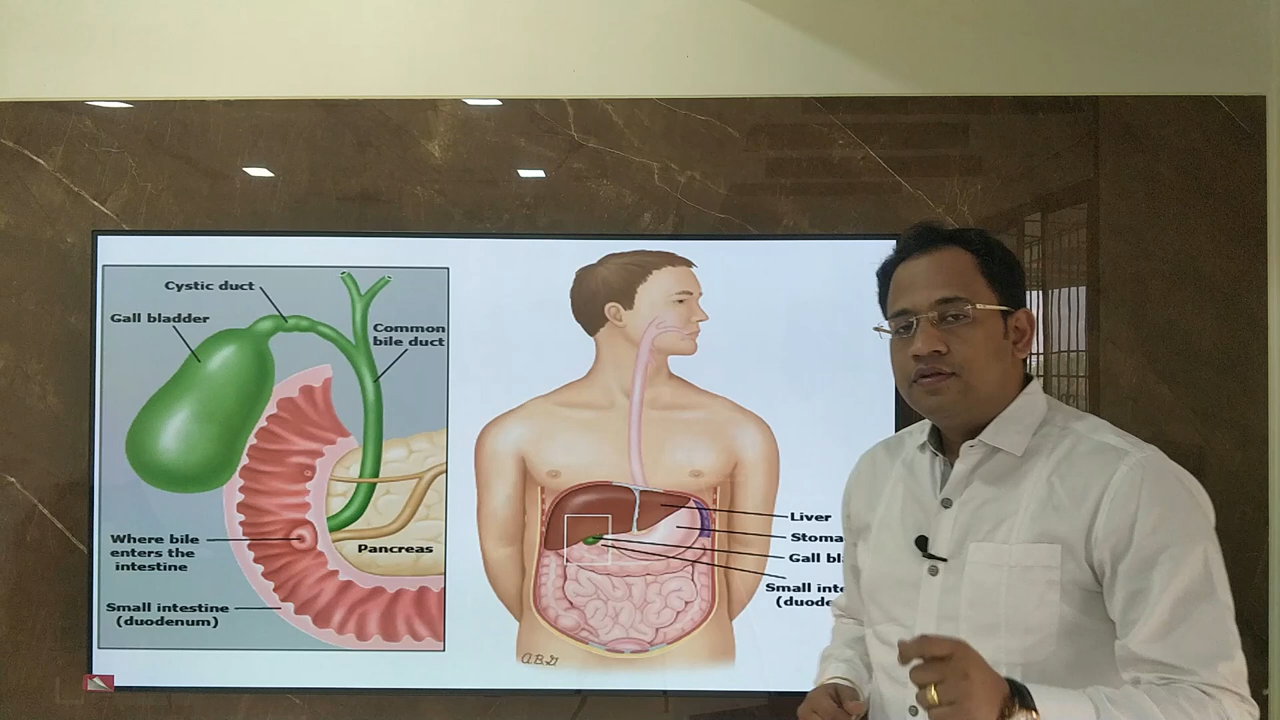 Cystic duct
Gall bladder
Common
bile duct
Where bile
enters the
intestine
Pancreas
Small intestine
(duodenum)
Liver
Stoma
Gall bl
Small inte
(duode